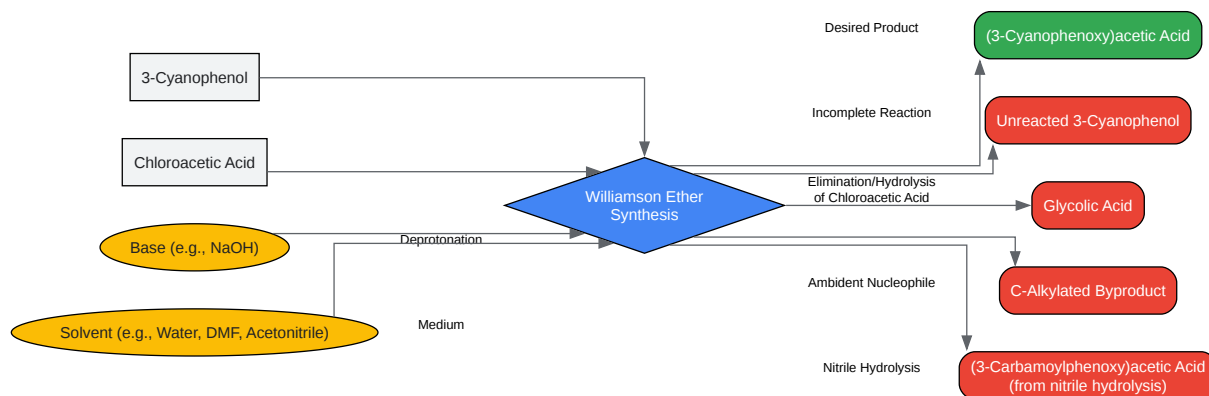 Desired Product
(3-Cyanophenoxy)acetic Acid
3-Cyanophenol
Incomplete Reaction
Unreacted 3-Cyanophenol
Chloroacetic Acid
Elimination/Hydrolysis
of Chloroacetic Acid
Williamson Ether
Synthesis
Glycolic Acid
Base (e.g., NaOH)
Deprotonation
Ambident Nucleophile
C-Alkylated Byproduct
Solvent (e.g., Water, DMF, Acetonitrile)
Medium
Nitrile Hydrolysis
(3-Carbamoylphenoxy)acetic Acid
(from nitrile hydrolysis)